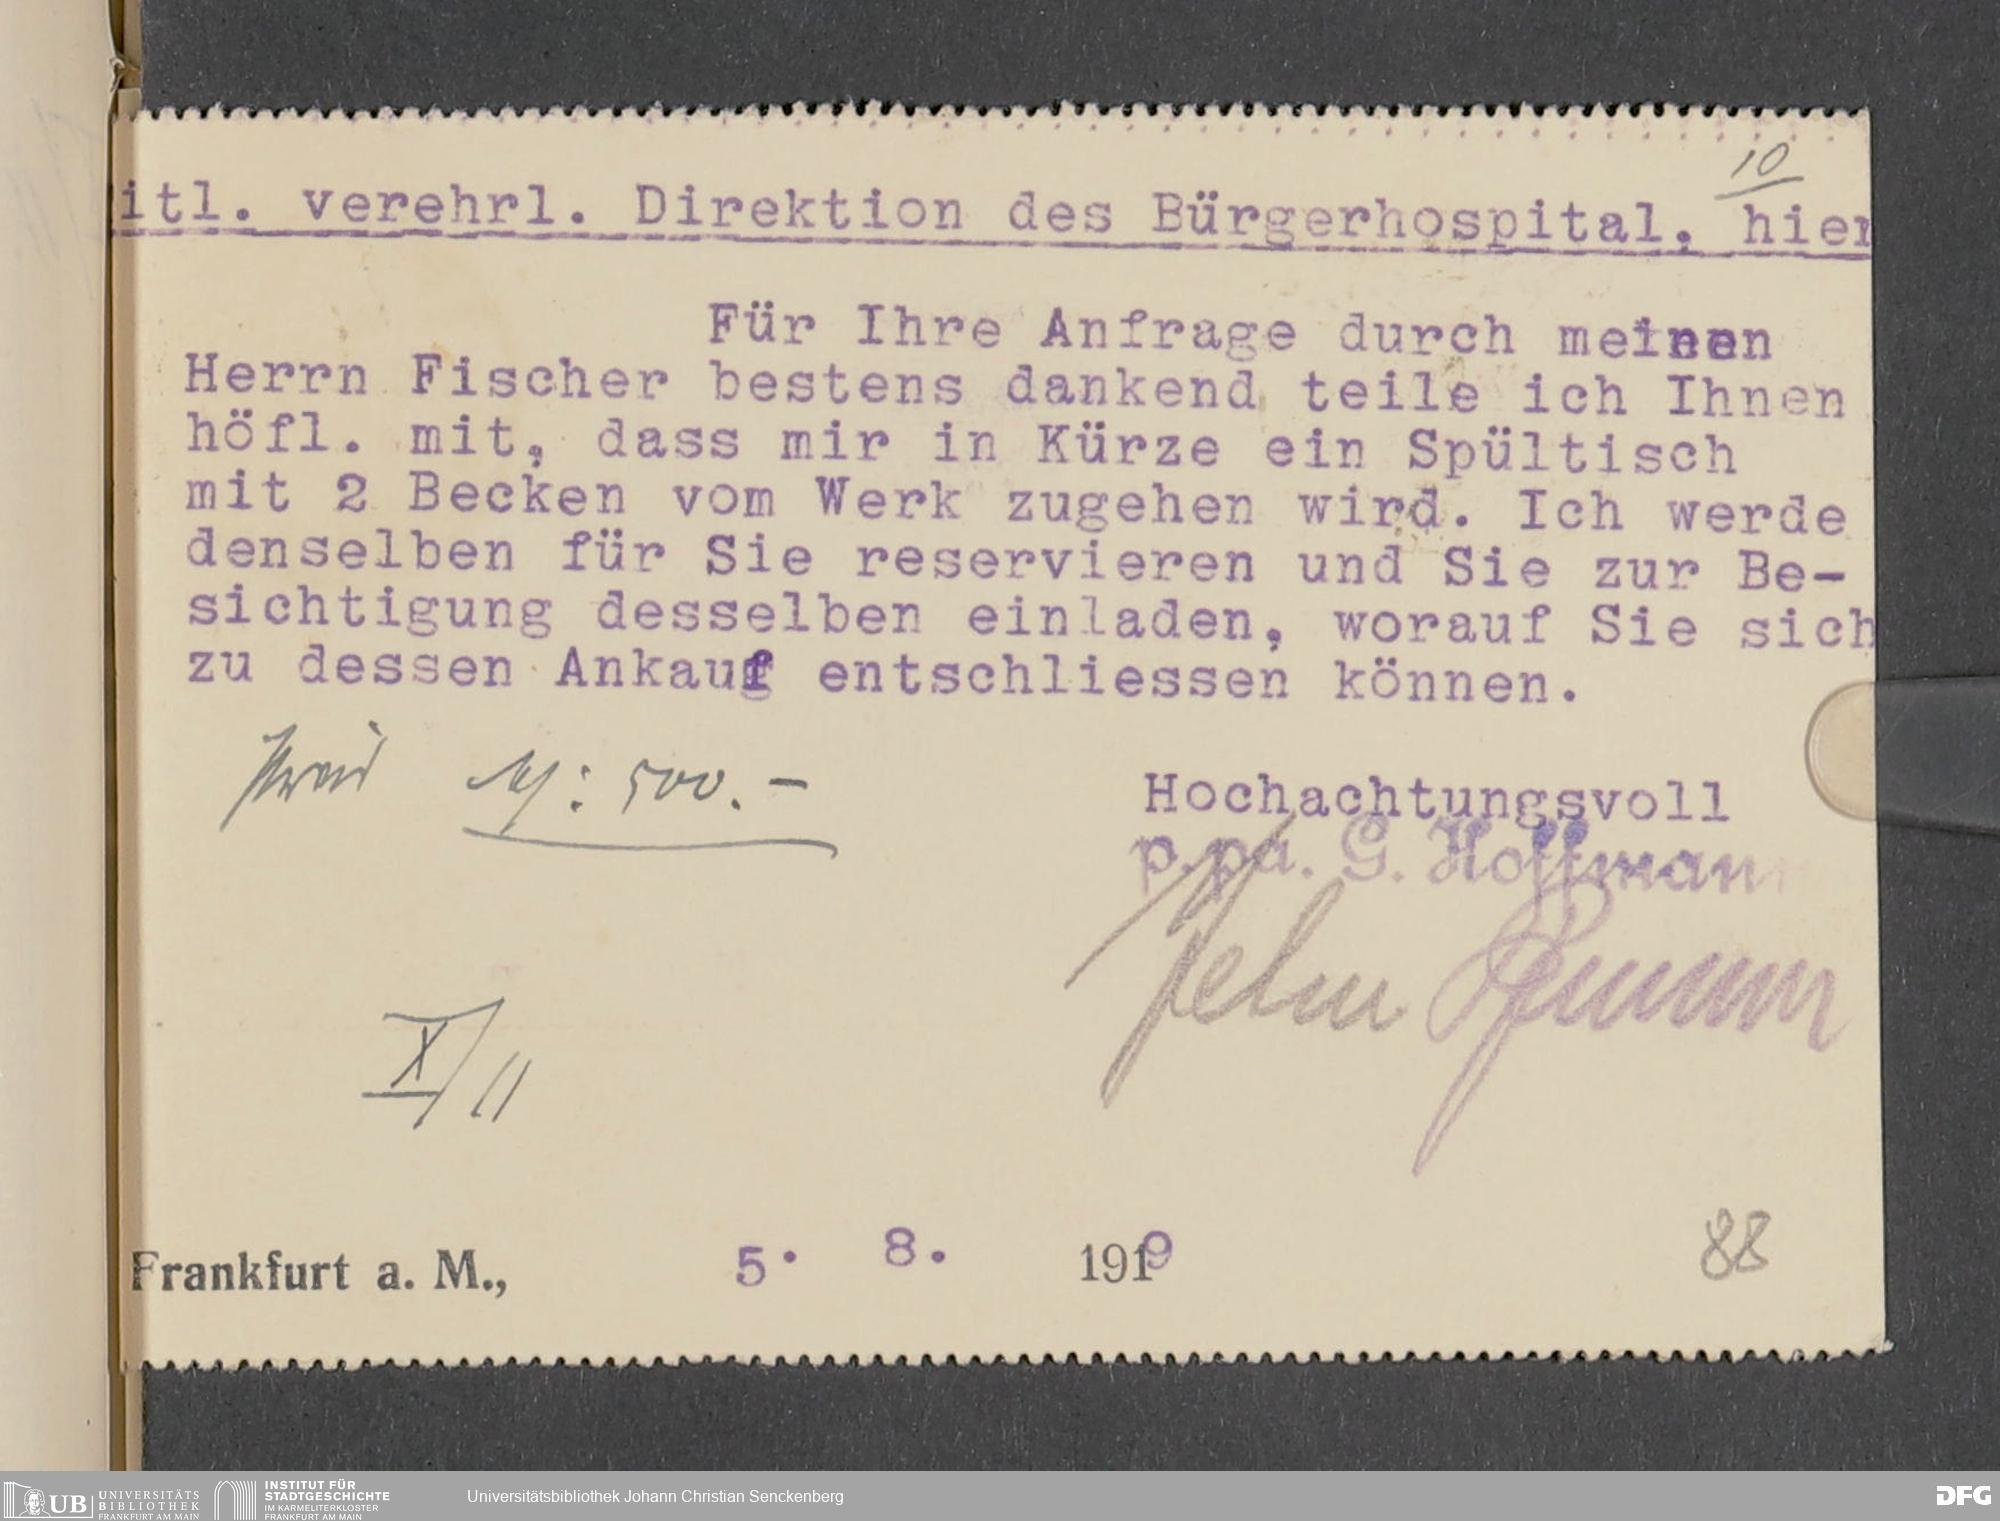 10
itl. verehrl. Direktion des Bürgerhospital, hier
Für Ihre Anfrage durch meinen
Herrn Fischer bestens dankend teile ich Ihnen
höfl. mit, dass mir in Kürze ein Spültisch
mit 2 Becken vom Werk zugehen wird. Ich werde
denselben für Sie reservieren und Sie zur Be-
sichtigung desselben einladen, worauf Sie sich
zu dessen Ankauf entschliessen können.
Preis M: 500.-
Hochachtungsvoll
p.pa. G. Hoffmann
X/11
Frankfurt a. M., 5. 8. 1919
88
UB UNIVERSITÄTS
BIBLIOTHEK
FRANKFURT AM MAIN
INSTITUT FÜR
STADTGESCHICHTE
IM KARMELITERKLOSTER
FRANKFURT AM MAIN
Universitätsbibliothek Johann Christian Senckenberg
DFG